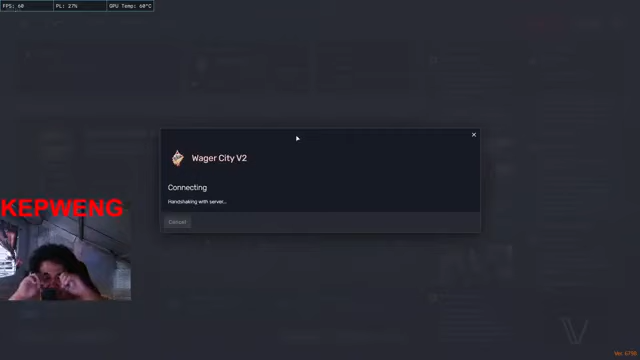 FPS: 60 PL: 27% GPU Temp: 60°C
Wager City V2
Connecting
Handshaking with server...
Cancel
KEPWENG